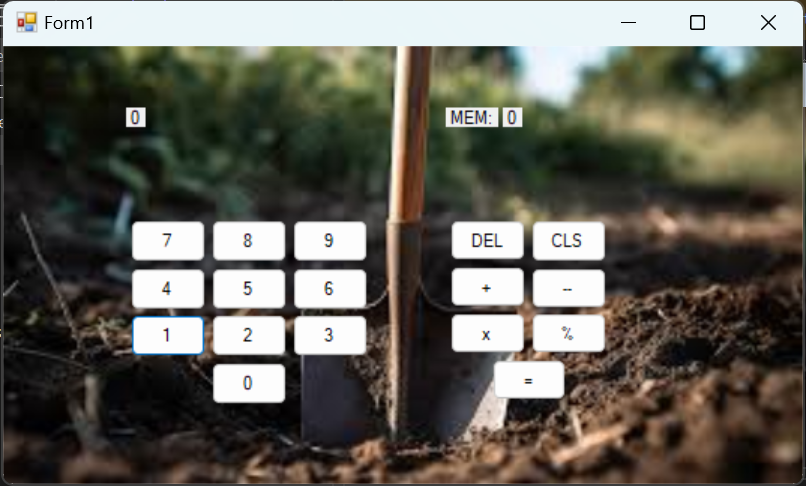 Form1
0 MEM: 0
7 8 9 DEL CLS
4 5 6 + --
1 2 3 x %
0 =